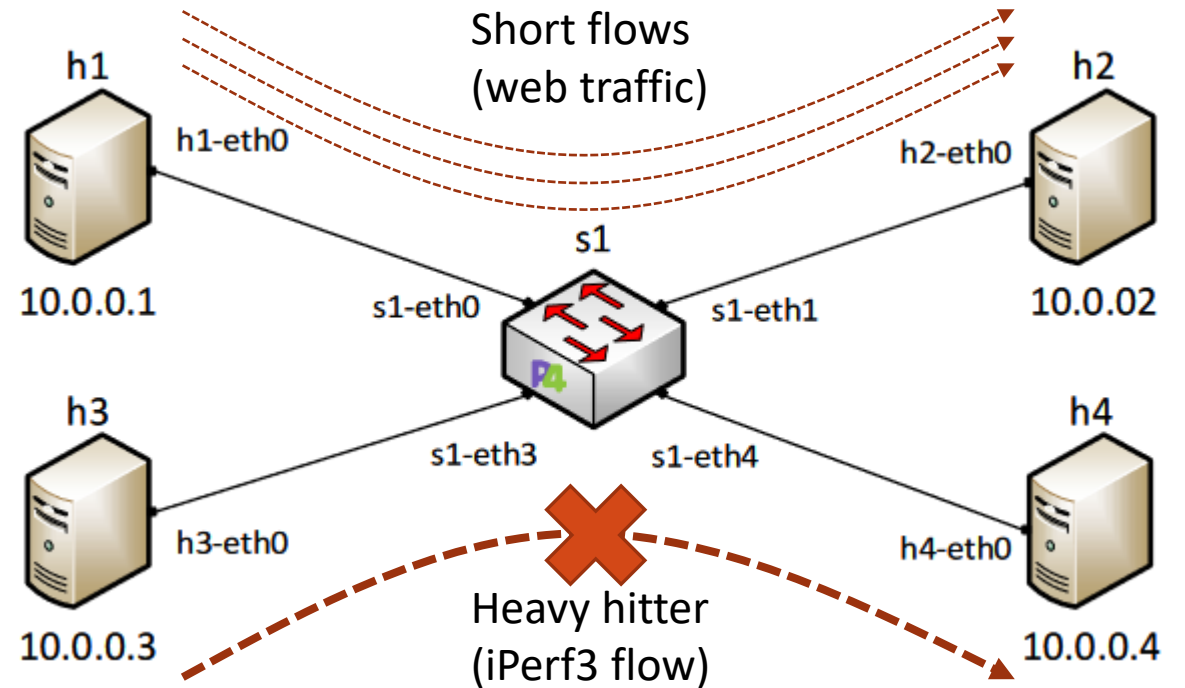 Short flows
(web traffic)
h1
h2
h1-eth0
h2-eth0
s1
10.0.0.1
s1-eth0
s1-eth1
10.0.02
P4
h3
h4
s1-eth3
s1-eth4
h3-eth0
h4-eth0
Heavy hitter
(iPerf3 flow)
10.0.0.3
10.0.0.4